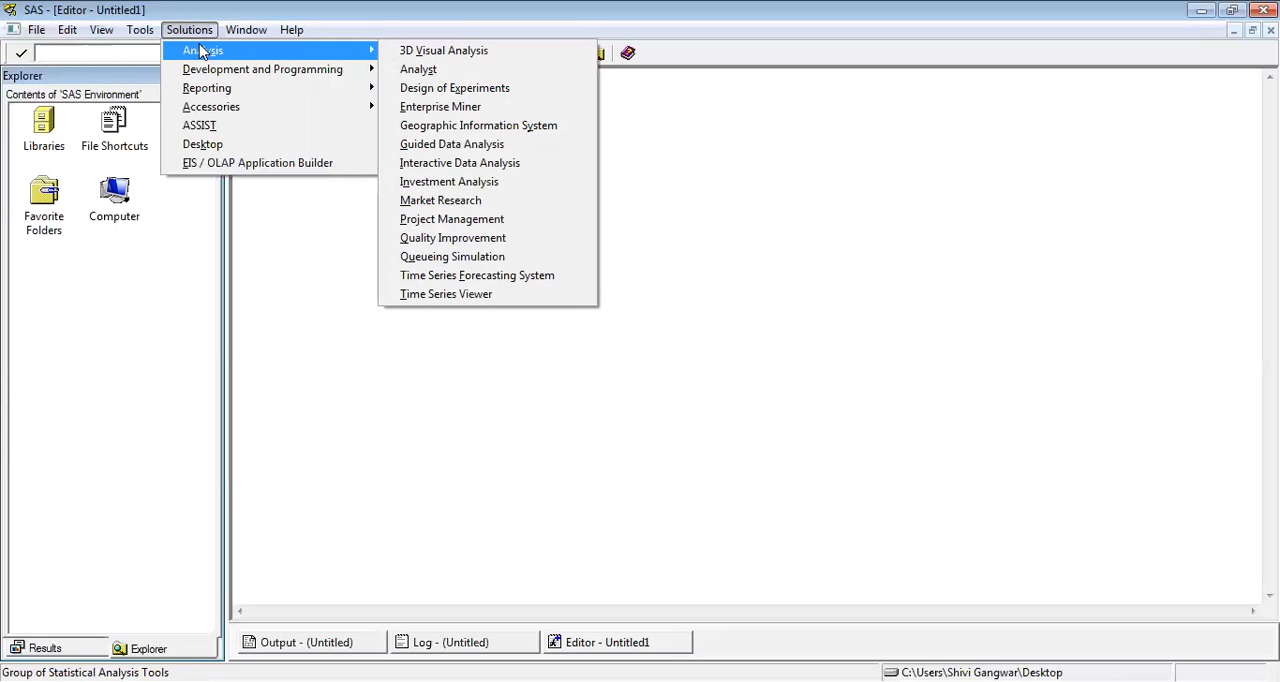 SAS - [Editor - Untitled1]
File Edit View Tools Solutions Window Help
Explorer
Contents of 'SAS Environment'
Libraries
File Shortcuts
Favorite Folders
Computer
Analysis
Development and Programming
Reporting
Accessories
ASSIST
Desktop
EIS / OLAP Application Builder
3D Visual Analysis
Analyst
Design of Experiments
Enterprise Miner
Geographic Information System
Guided Data Analysis
Interactive Data Analysis
Investment Analysis
Market Research
Project Management
Quality Improvement
Queueing Simulation
Time Series Forecasting System
Time Series Viewer
Results
Explorer
Output - (Untitled)
Log - (Untitled)
Editor - Untitled1
Group of Statistical Analysis Tools
C:\Users\Shivi Gangwar\Desktop